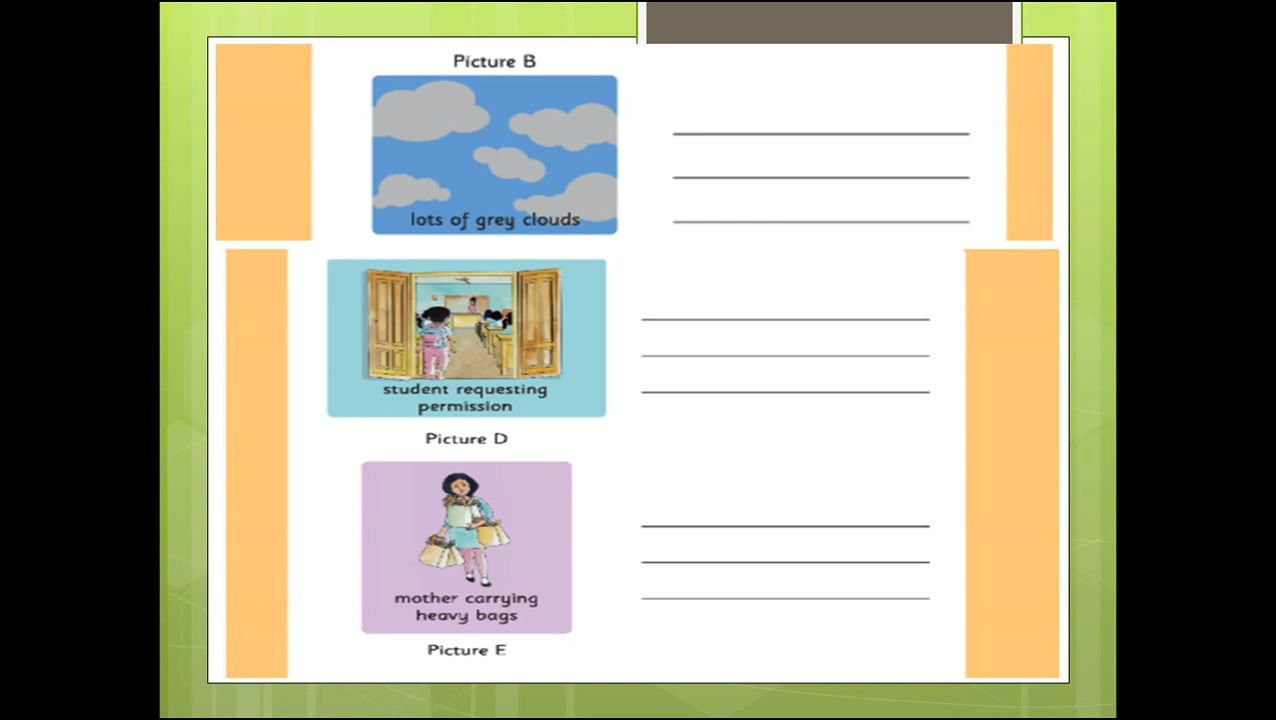 Picture B
lots of grey clouds
student requesting
permission
Picture D
mother carrying
heavy bags
Picture E